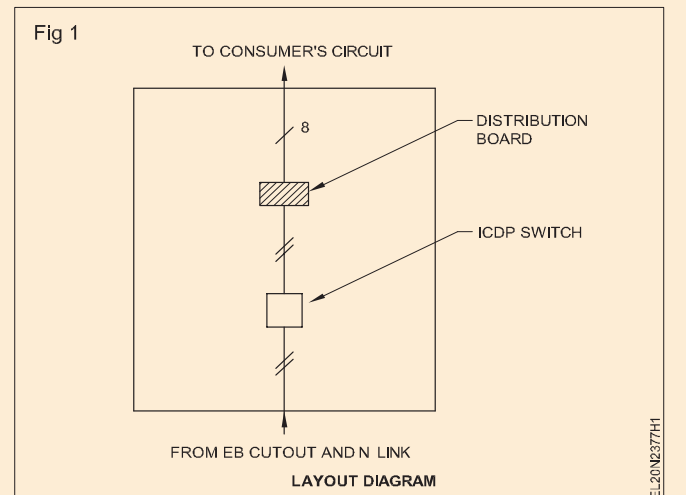 Fig 1
TO CONSUMER'S CIRCUIT
8
DISTRIBUTION
BOARD
ICDP SWITCH
FROM EB CUTOUT AND N LINK
LAYOUT DIAGRAM
EL20N2377H1